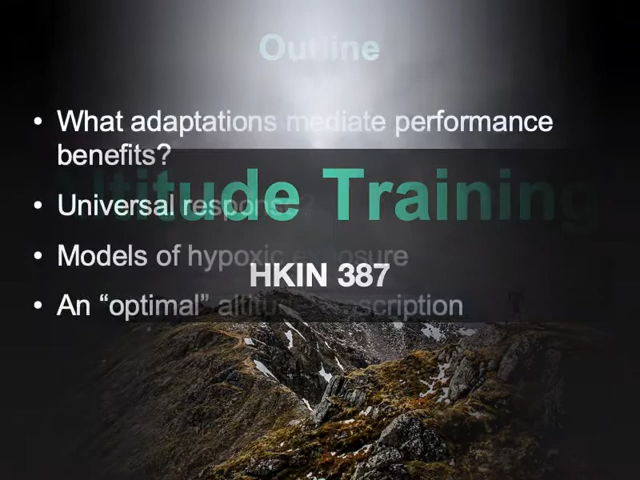 Outline
• What adaptations mediate performance
benefits?
Altitude Training
• Universal response?
• Models of hypoxic exposure
HKIN 387
• An “optimal” altitude prescription